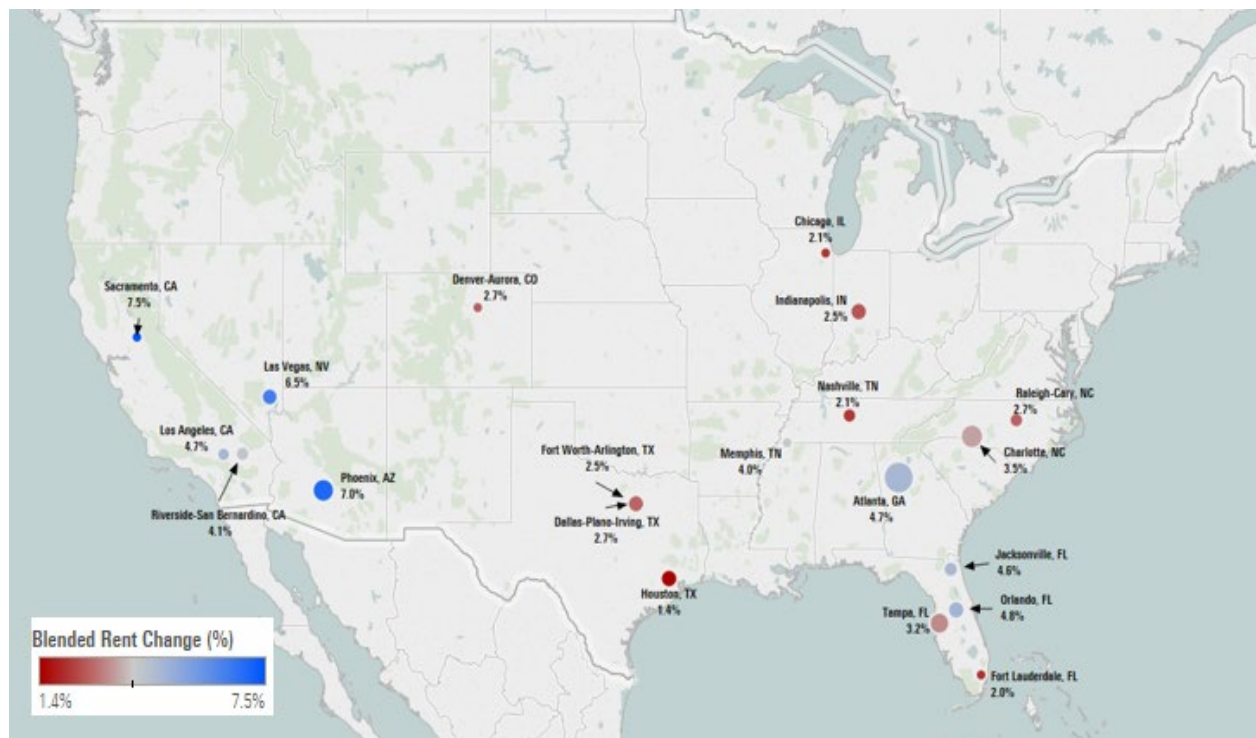 Chicago, IL
2.1%
Sacramento, CA
7.5%
Denver-Aurora, CO
2.7%
Indianapolis, IN
2.5%
Las Vegas, NV
6.5%
Nashville, TN
2.1%
Raleigh-Cary, NC
2.7%
Los Angeles, CA
4.7%
Fort Worth-Arlington, TX
2.5%
Memphis, TN
4.0%
Charlotte, NC
3.5%
Phoenix, AZ
7.0%
Atlanta, GA
4.7%
Riverside-San Bernardino, CA
4.1%
Dallas-Plano-Irving, TX
2.7%
Jacksonville, FL
4.6%
Houston, TX
1.4%
Orlando, FL
4.8%
Tampa, FL
3.2%
Fort Lauderdale, FL
2.0%
Blended Rent Change (%)
1.4% 7.5%